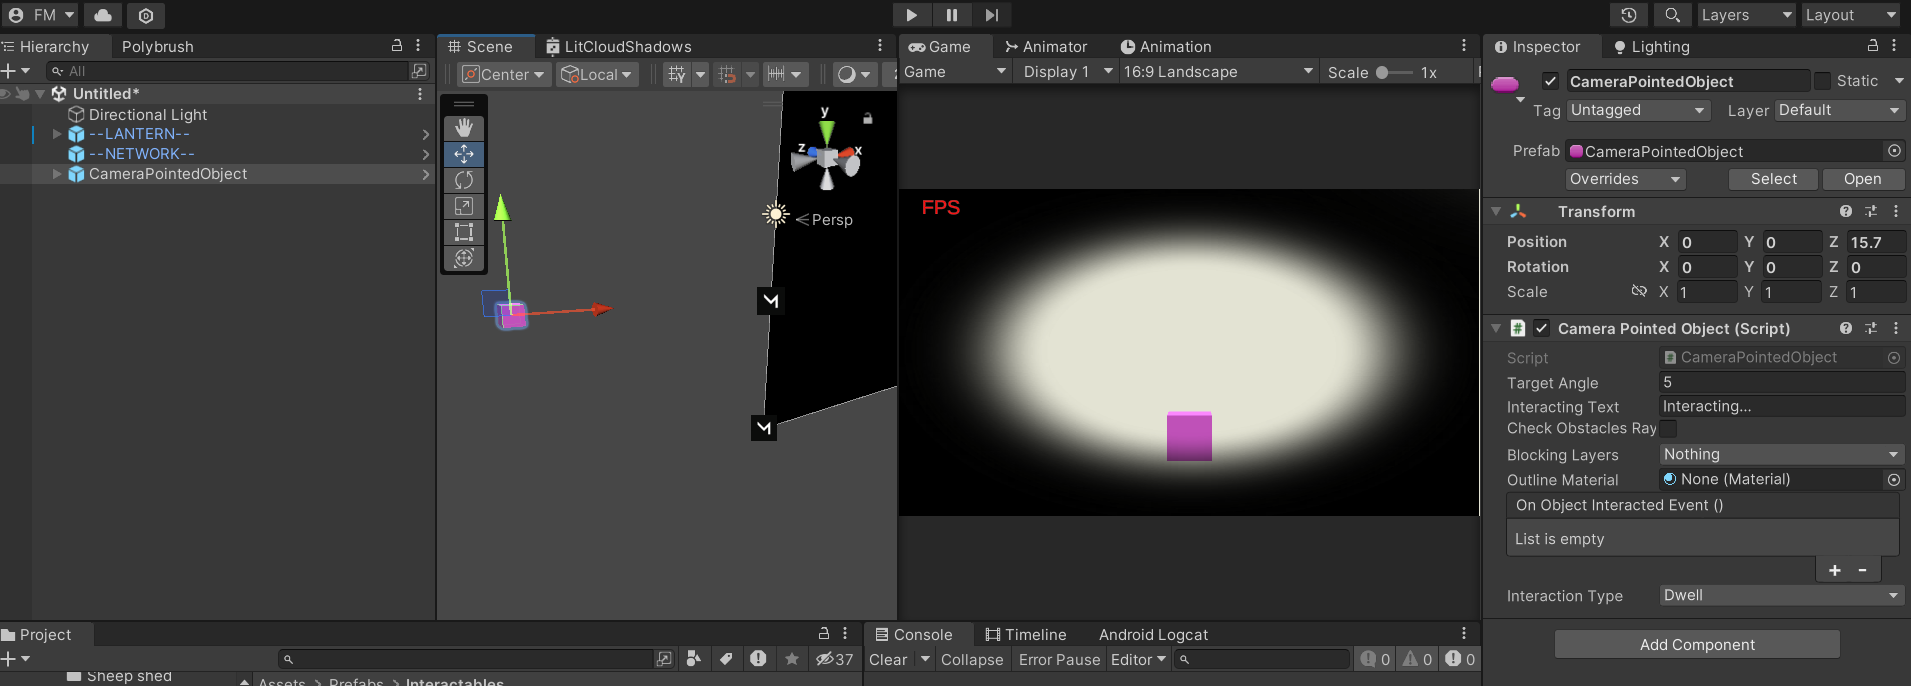 FM
Layers
Layout
Hierarchy
Polybrush
All
Untitled*
Directional Light
--LANTERN--
--NETWORK--
CameraPointedObject
Scene
LitCloudShadows
Center
Local
y
z
x
Persp
Game
Animator
Animation
Game
Display 1
16:9 Landscape
Scale
1x
FPS
Inspector
Lighting
CameraPointedObject
Static
Tag
Untagged
Layer
Default
Prefab
CameraPointedObject
Overrides
Select
Open
Transform
Position X 0 Y 0 Z 15.7
Rotation X 0 Y 0 Z 0
Scale X 1 Y 1 Z 1
# Camera Pointed Object (Script)
Script
CameraPointedObject
Target Angle
5
Interacting Text
Interacting...
Check Obstacles Ray
Blocking Layers
Nothing
Outline Material
None (Material)
On Object Interacted Event ()
List is empty
+ -
Interaction Type
Dwell
Add Component
Project
37
Sheep shed
Assets > Prefabs > Interactables
Console
Timeline
Android Logcat
Clear
Collapse
Error Pause
Editor
0
0
0